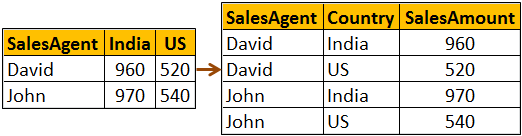 SalesAgent India US
David 960 520
John 970 540
SalesAgent Country SalesAmount
David India 960
David US 520
John India 970
John US 540